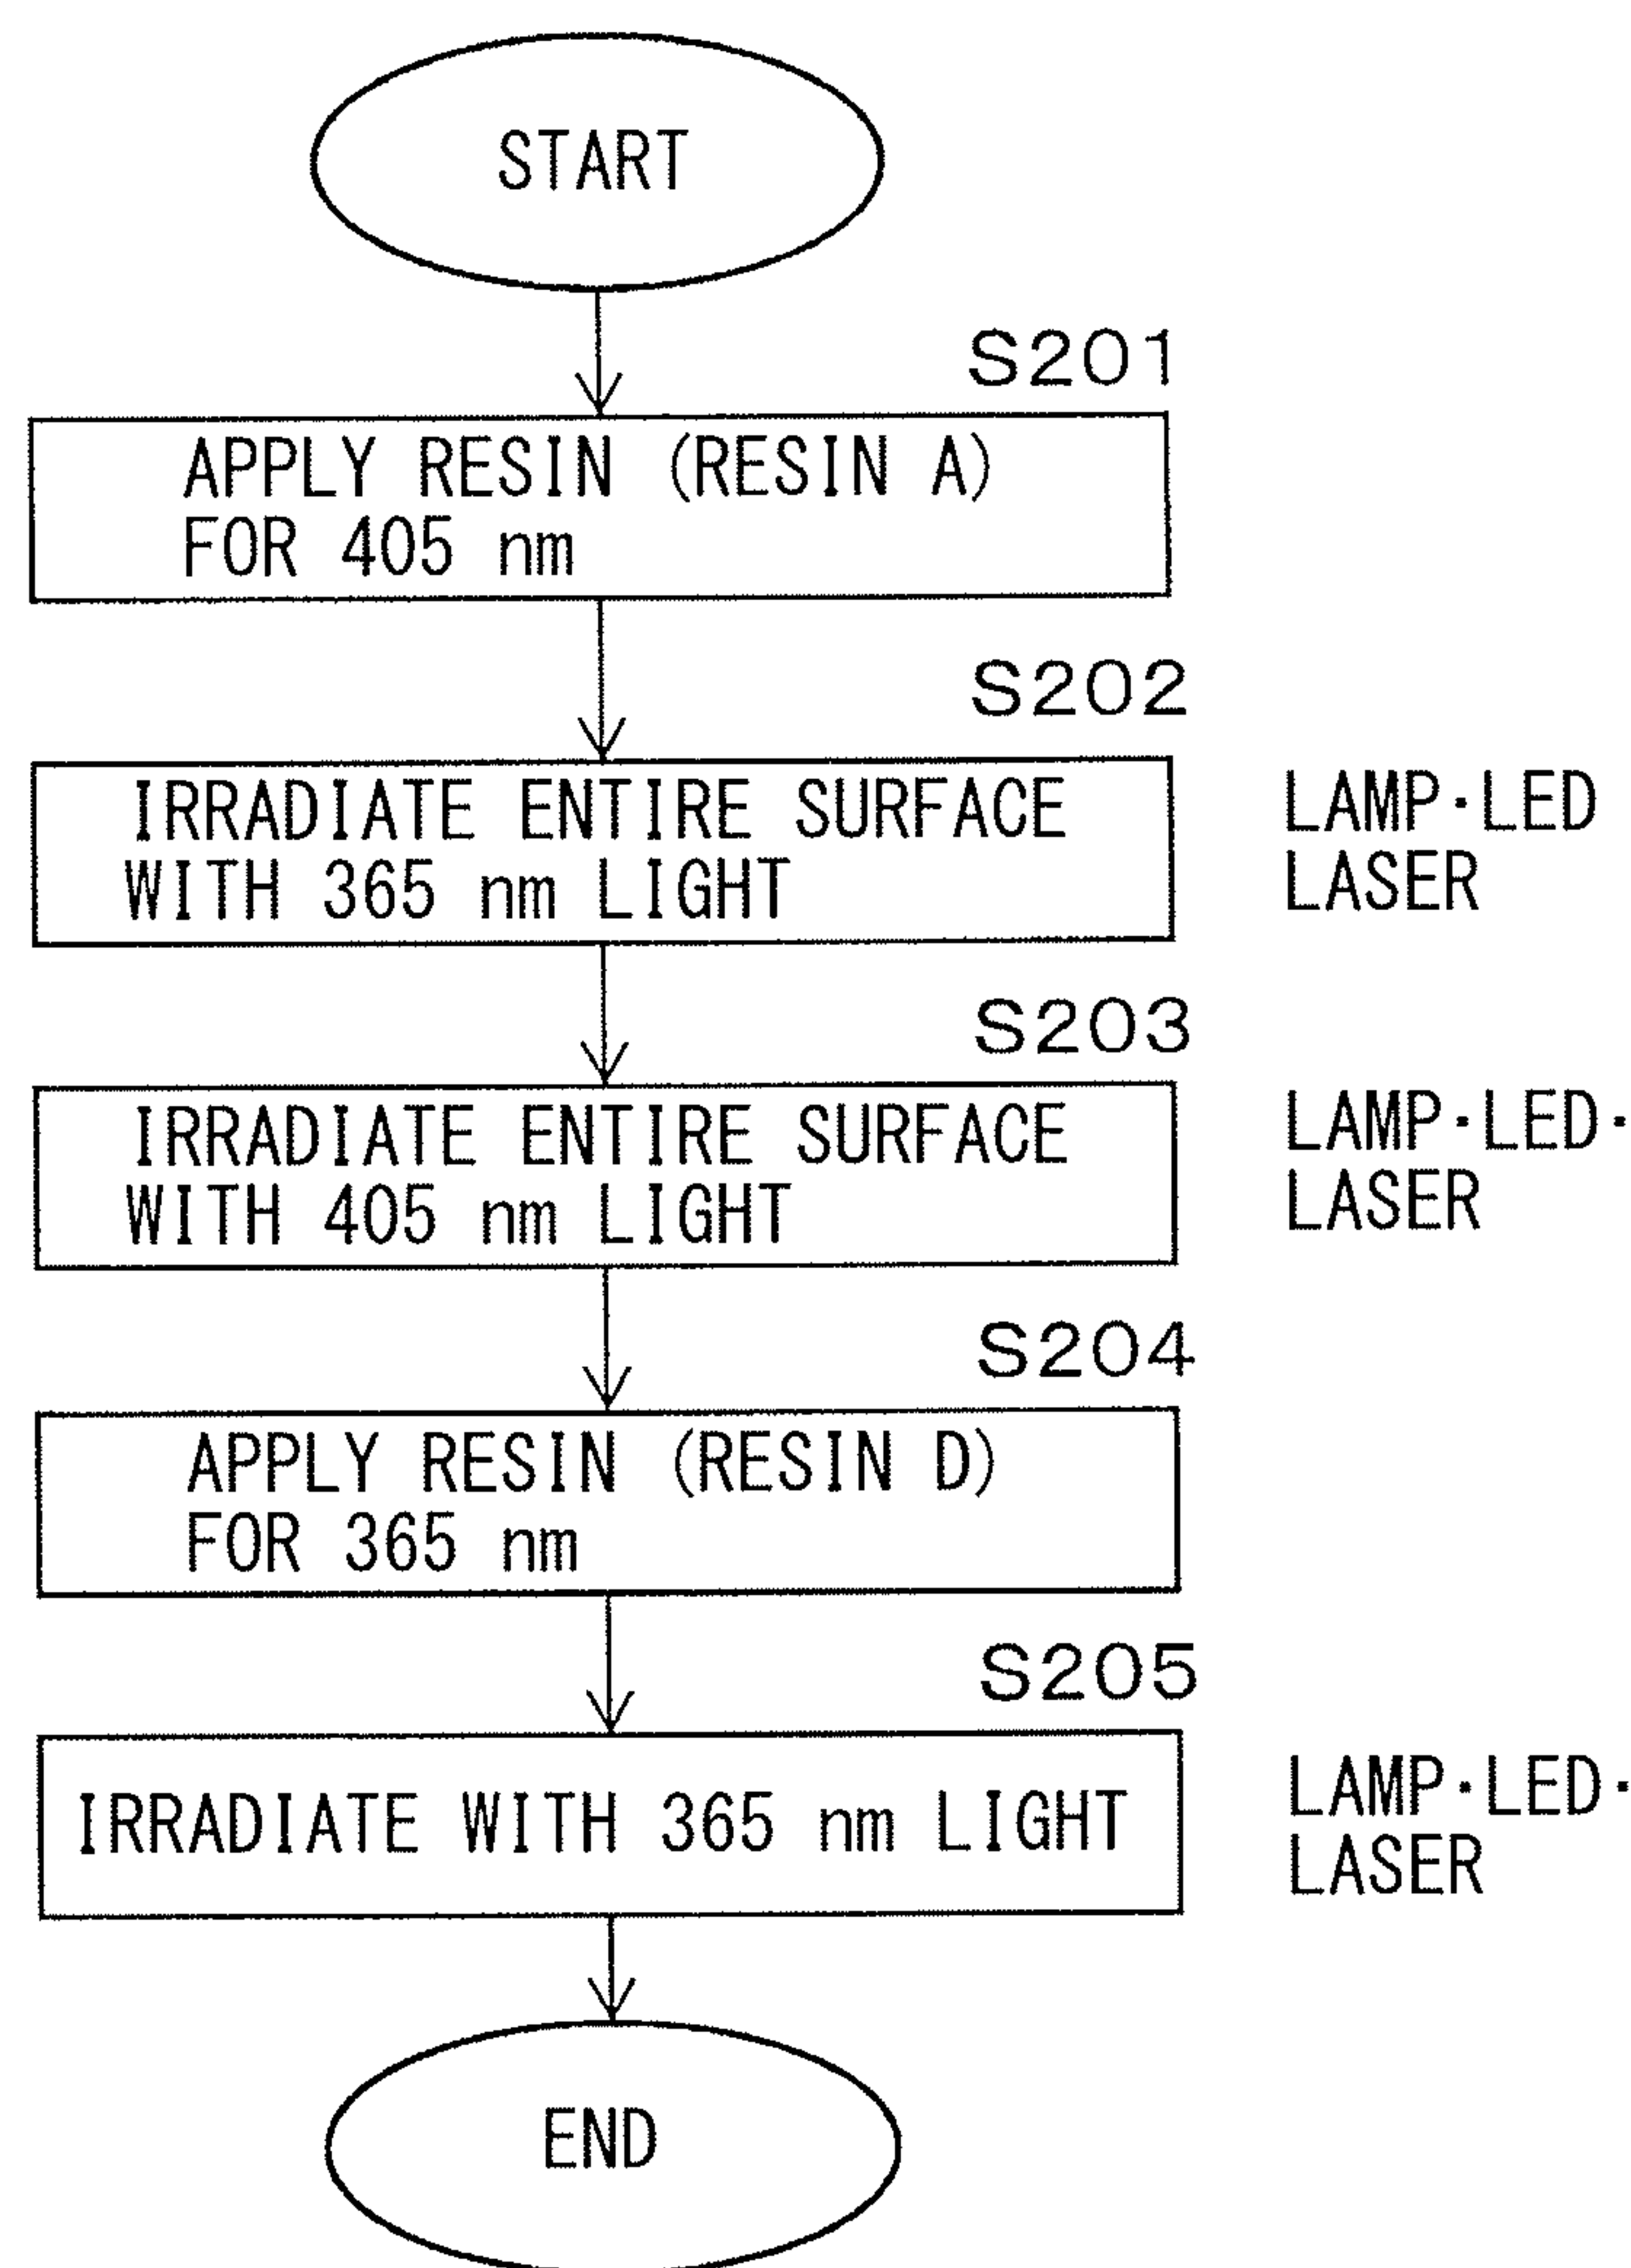 START
S201
APPLY RESIN (RESIN A)
FOR 405 nm
S202
IRRADIATE ENTIRE SURFACE
WITH 365 nm LIGHT
LAMP·LED
LASER
S203
IRRADIATE ENTIRE SURFACE
WITH 405 nm LIGHT
LAMP·LED·
LASER
S204
APPLY RESIN (RESIN D)
FOR 365 nm
S205
IRRADIATE WITH 365 nm LIGHT
LAMP·LED·
LASER
END